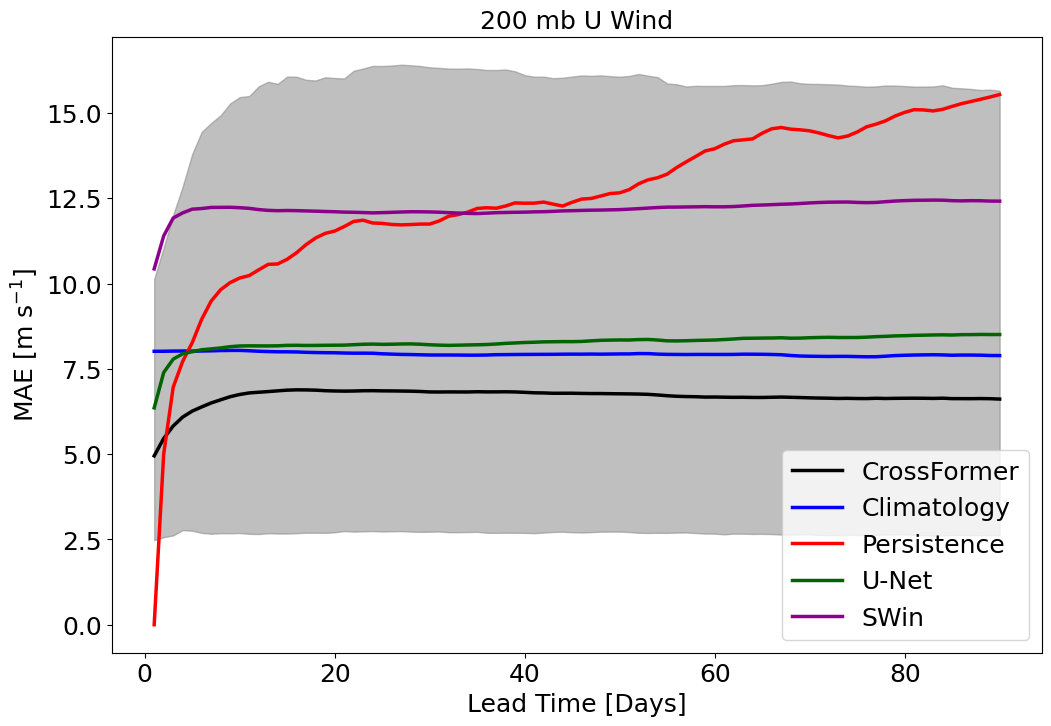 200 mb U Wind
MAE [m s⁻¹]
15.0
12.5
10.0
7.5
5.0
2.5
0.0
CrossFormer
Climatology
Persistence
U-Net
SWin
0 20 40 60 80
Lead Time [Days]